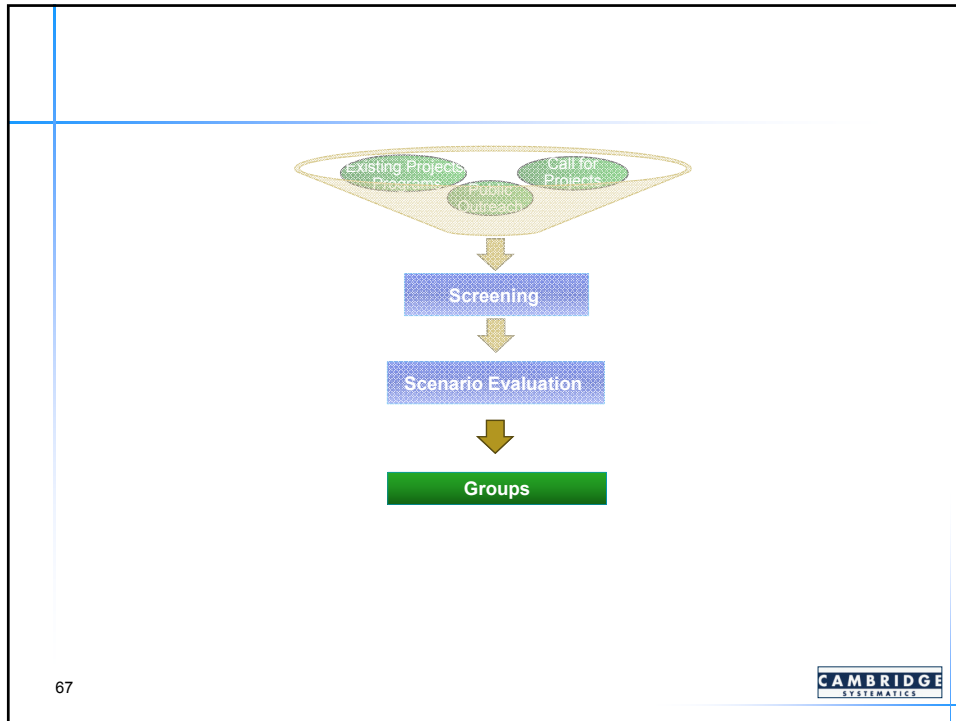 Existing Projects
Programs
Call for
Projects
Public
Outreach
Screening
Scenario Evaluation
Groups
67
CAMBRIDGE
SYSTEMATICS